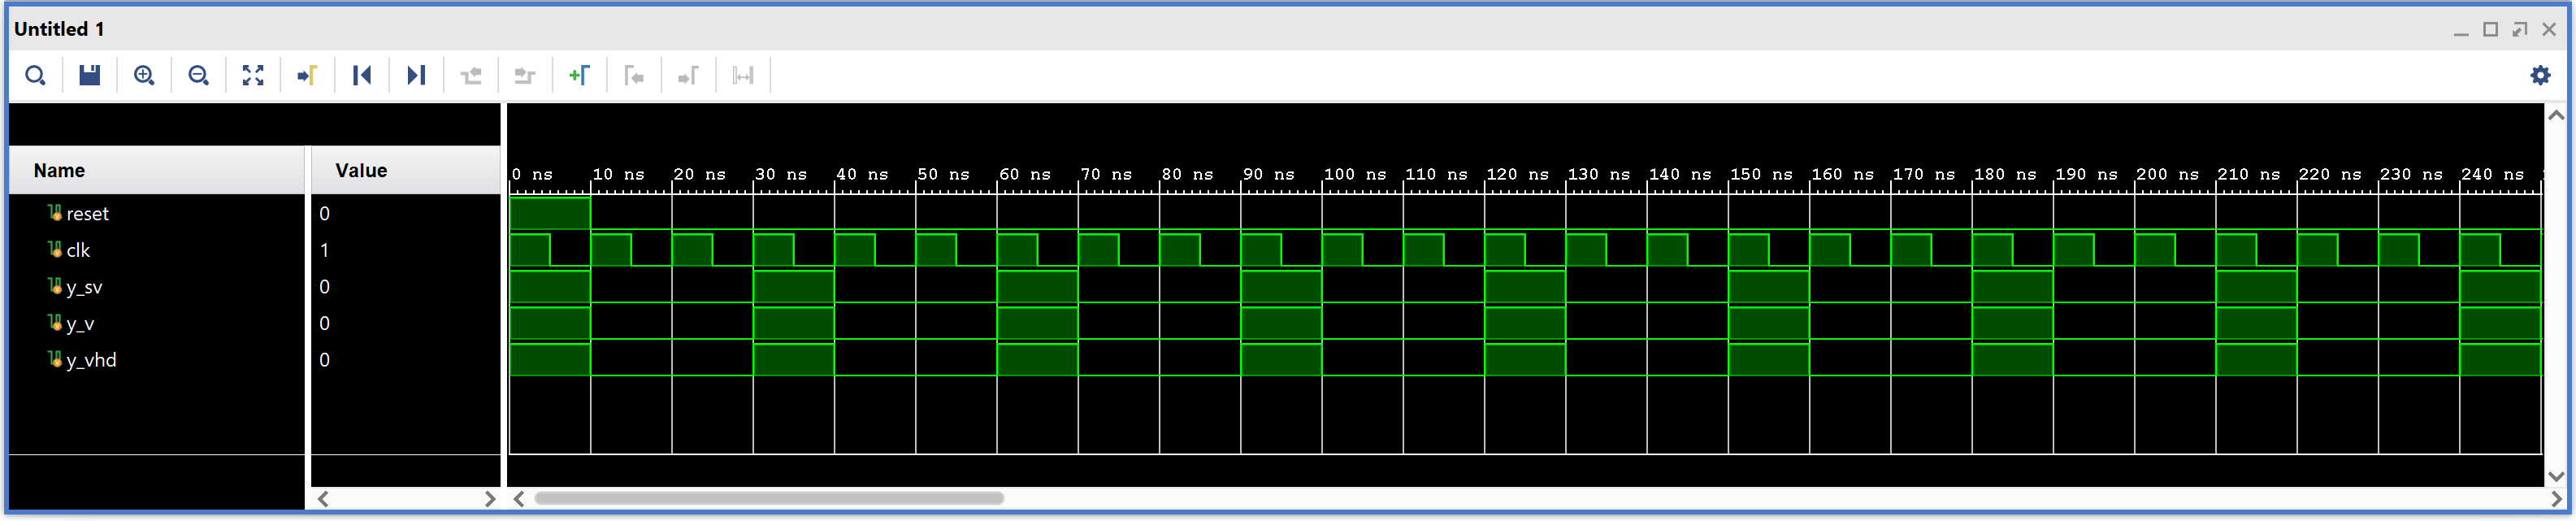 Untitled 1
Name Value
0 ns 10 ns 20 ns 30 ns 40 ns 50 ns 60 ns 70 ns 80 ns 90 ns 100 ns 110 ns 120 ns 130 ns 140 ns 150 ns 160 ns 170 ns 180 ns 190 ns 200 ns 210 ns 220 ns 230 ns 240 ns
reset 0
clk 1
y_sv 0
y_v 0
y_vhd 0